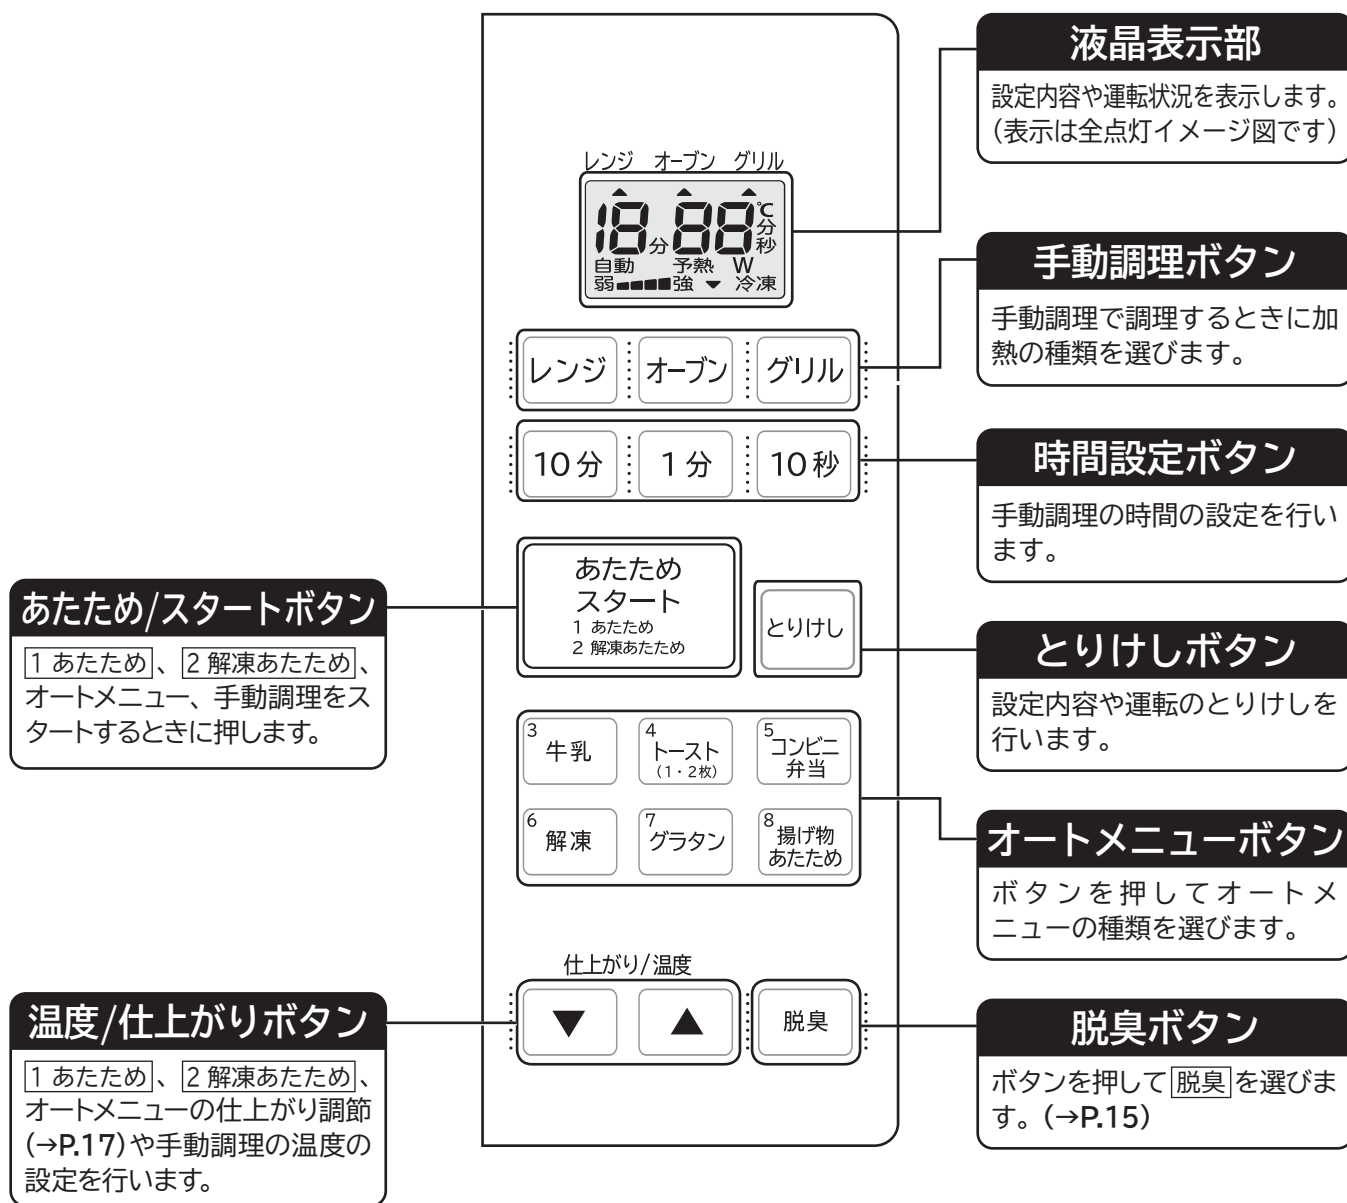 液晶表示部
設定内容や運転状況を表示します。
（表示は全点灯イメージ図です）
レンジ オーブン グリル
18分88℃分秒
自動 予熱 W
弱 強 冷凍
手動調理ボタン
手動調理で調理するときに加
熱の種類を選びます。
レンジ オーブン グリル
時間設定ボタン
手動調理の時間の設定を行い
ます。
10分 1分 10秒
あたため/スタートボタン
1 あたため、2 解凍あたため、
オートメニュー、手動調理をス
タートするときに押します。
あたため
スタート
1 あたため
2 解凍あたため
とりけし
とりけしボタン
設定内容や運転のとりけしを
行います。
3 牛乳
4 トースト
(1・2枚)
5 コンビニ
弁当
6 解凍
7 グラタン
8 揚げ物
あたため
オートメニューボタン
ボタンを押してオートメ
ニューの種類を選びます。
仕上がり/温度
▼ ▲ 脱臭
温度/仕上がりボタン
1 あたため、2 解凍あたため、
オートメニューの仕上がり調節
(→P.17)や手動調理の温度の
設定を行います。
脱臭ボタン
ボタンを押して脱臭を選びま
す。(→P.15)